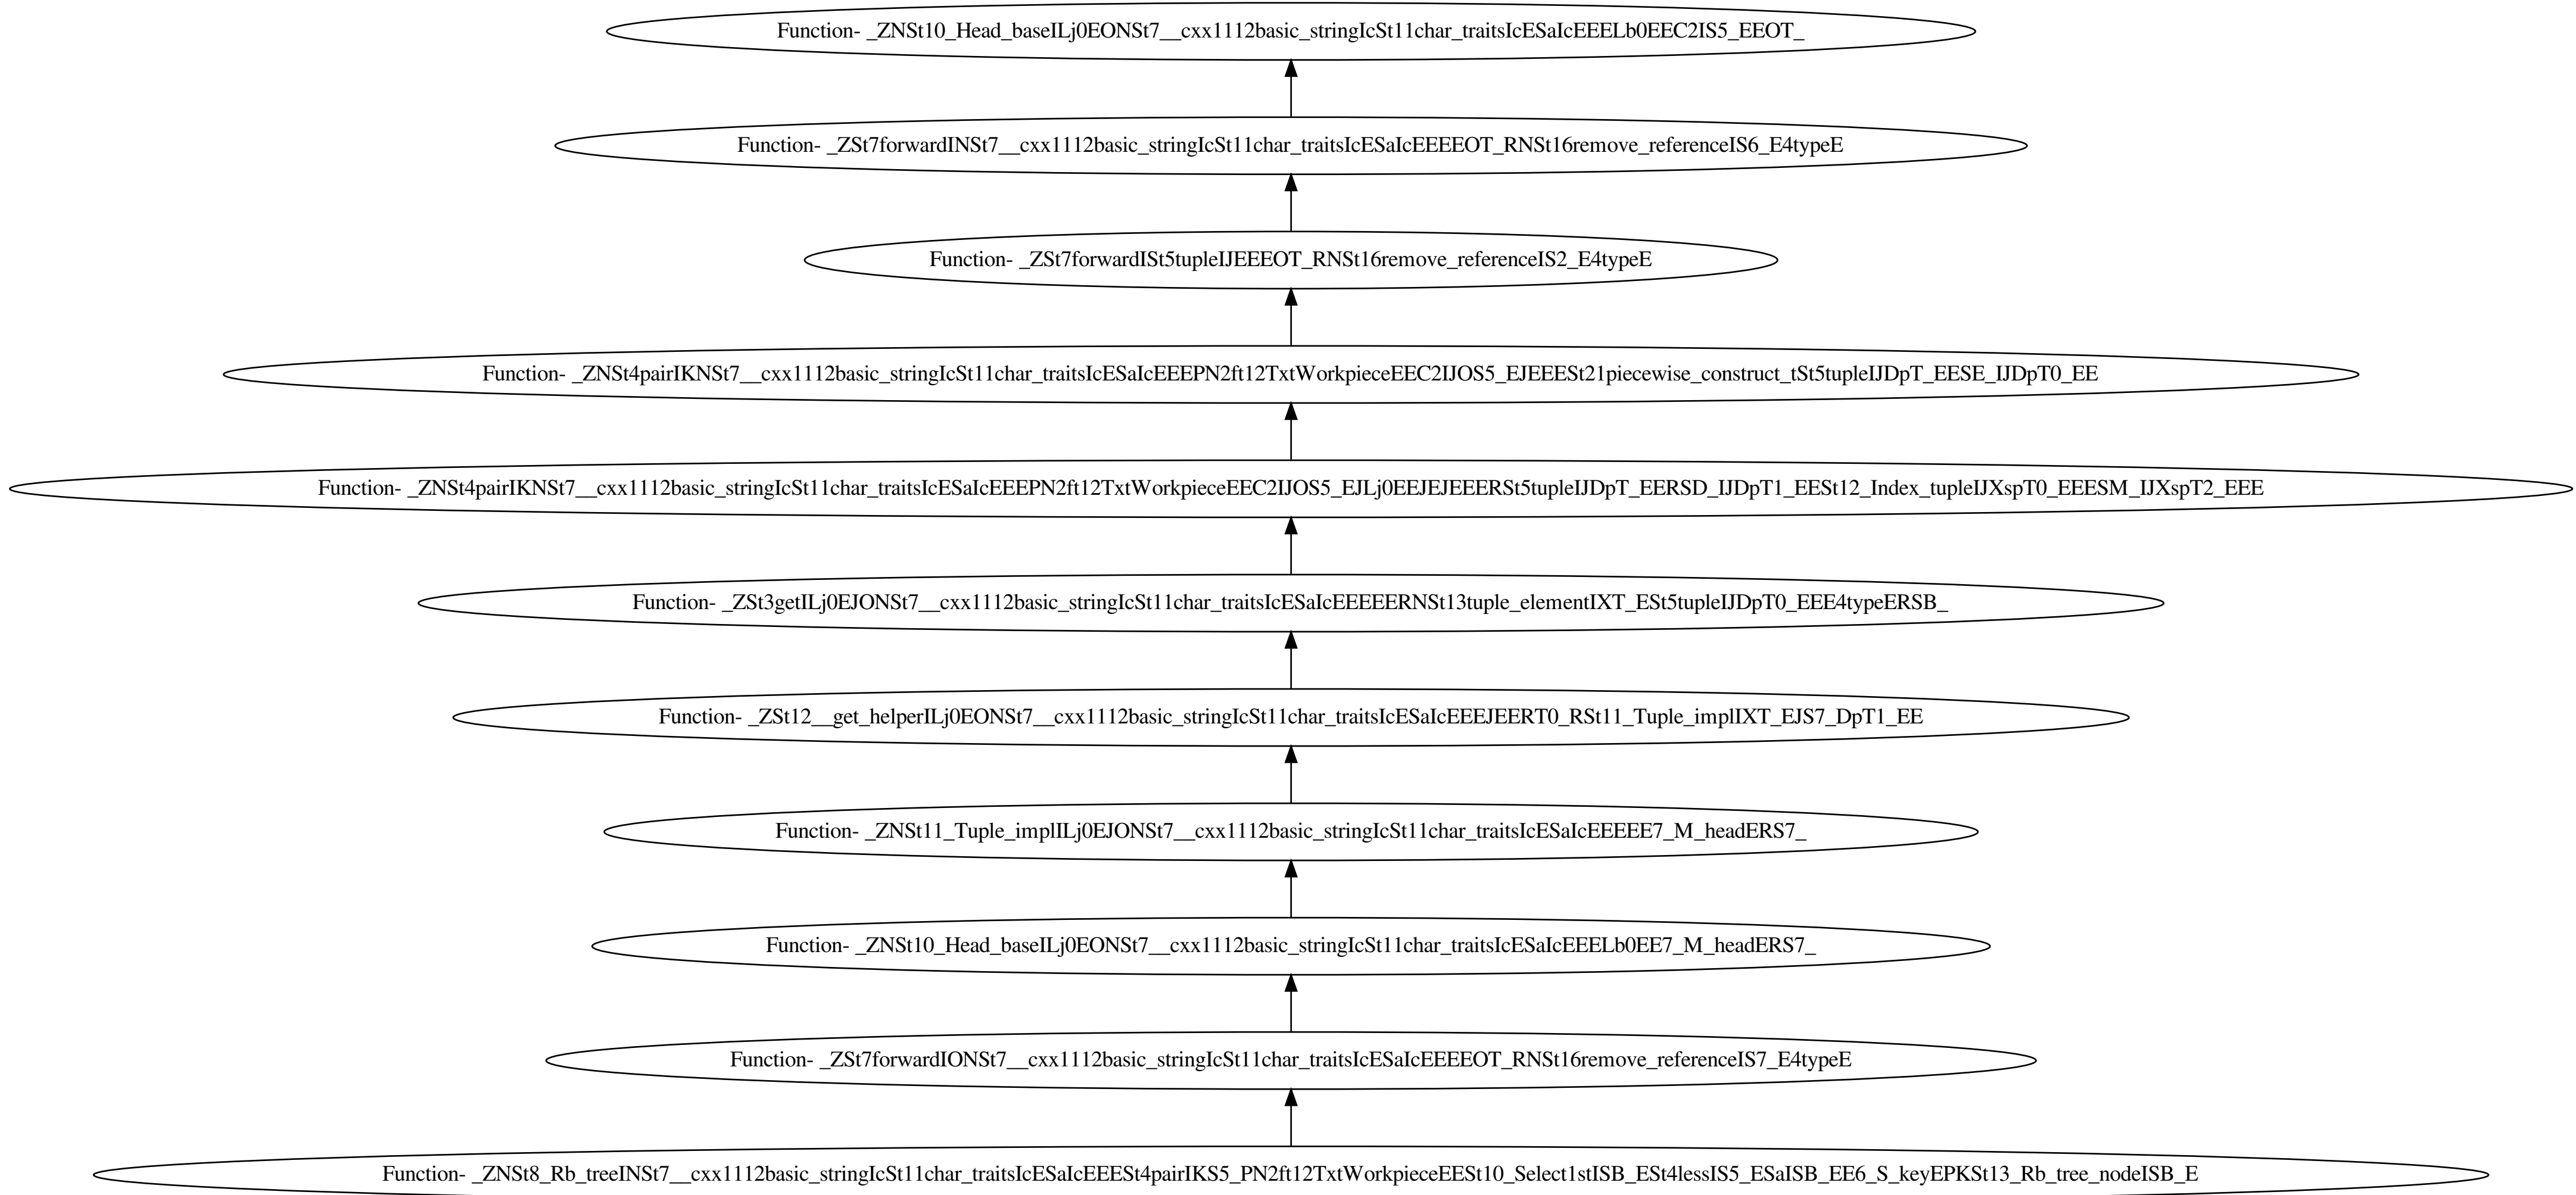 Function- _ZNSt10_Head_baseILj0EONSt7__cxx1112basic_stringIcSt11char_traitsIcESaIcEEELb0EEC2IS5_EEOT_
Function- _ZSt7forwardINSt7__cxx1112basic_stringIcSt11char_traitsIcESaIcEEEEOT_RNSt16remove_referenceIS6_E4typeE
Function- _ZSt7forwardISt5tupleIJEEEOT_RNSt16remove_referenceIS2_E4typeE
Function- _ZNSt4pairIKNSt7__cxx1112basic_stringIcSt11char_traitsIcESaIcEEEPN2ft12TxtWorkpieceEEC2IJOS5_EJEEESt21piecewise_construct_tSt5tupleIJDpT_EESE_IJDpT0_EE
Function- _ZNSt4pairIKNSt7__cxx1112basic_stringIcSt11char_traitsIcESaIcEEEPN2ft12TxtWorkpieceEEC2IJOS5_EJLj0EEJEJEEERSt5tupleIJDpT_EERSD_IJDpT1_EESt12_Index_tupleIJXspT0_EEESM_IJXspT2_EEE
Function- _ZSt3getILj0EJONSt7__cxx1112basic_stringIcSt11char_traitsIcESaIcEEEEERNSt13tuple_elementIXT_ESt5tupleIJDpT0_EEE4typeERSB_
Function- _ZSt12__get_helperILj0EONSt7__cxx1112basic_stringIcSt11char_traitsIcESaIcEEEJEERT0_RSt11_Tuple_implIXT_EJS7_DpT1_EE
Function- _ZNSt11_Tuple_implILj0EJONSt7__cxx1112basic_stringIcSt11char_traitsIcESaIcEEEEE7_M_headERS7_
Function- _ZNSt10_Head_baseILj0EONSt7__cxx1112basic_stringIcSt11char_traitsIcESaIcEEELb0EE7_M_headERS7_
Function- _ZSt7forwardIONSt7__cxx1112basic_stringIcSt11char_traitsIcESaIcEEEEOT_RNSt16remove_referenceIS7_E4typeE
Function- _ZNSt8_Rb_treeINSt7__cxx1112basic_stringIcSt11char_traitsIcESaIcEEESt4pairIKS5_PN2ft12TxtWorkpieceEESt10_Select1stISB_ESt4lessIS5_ESaISB_EE6_S_keyEPKSt13_Rb_tree_nodeISB_E